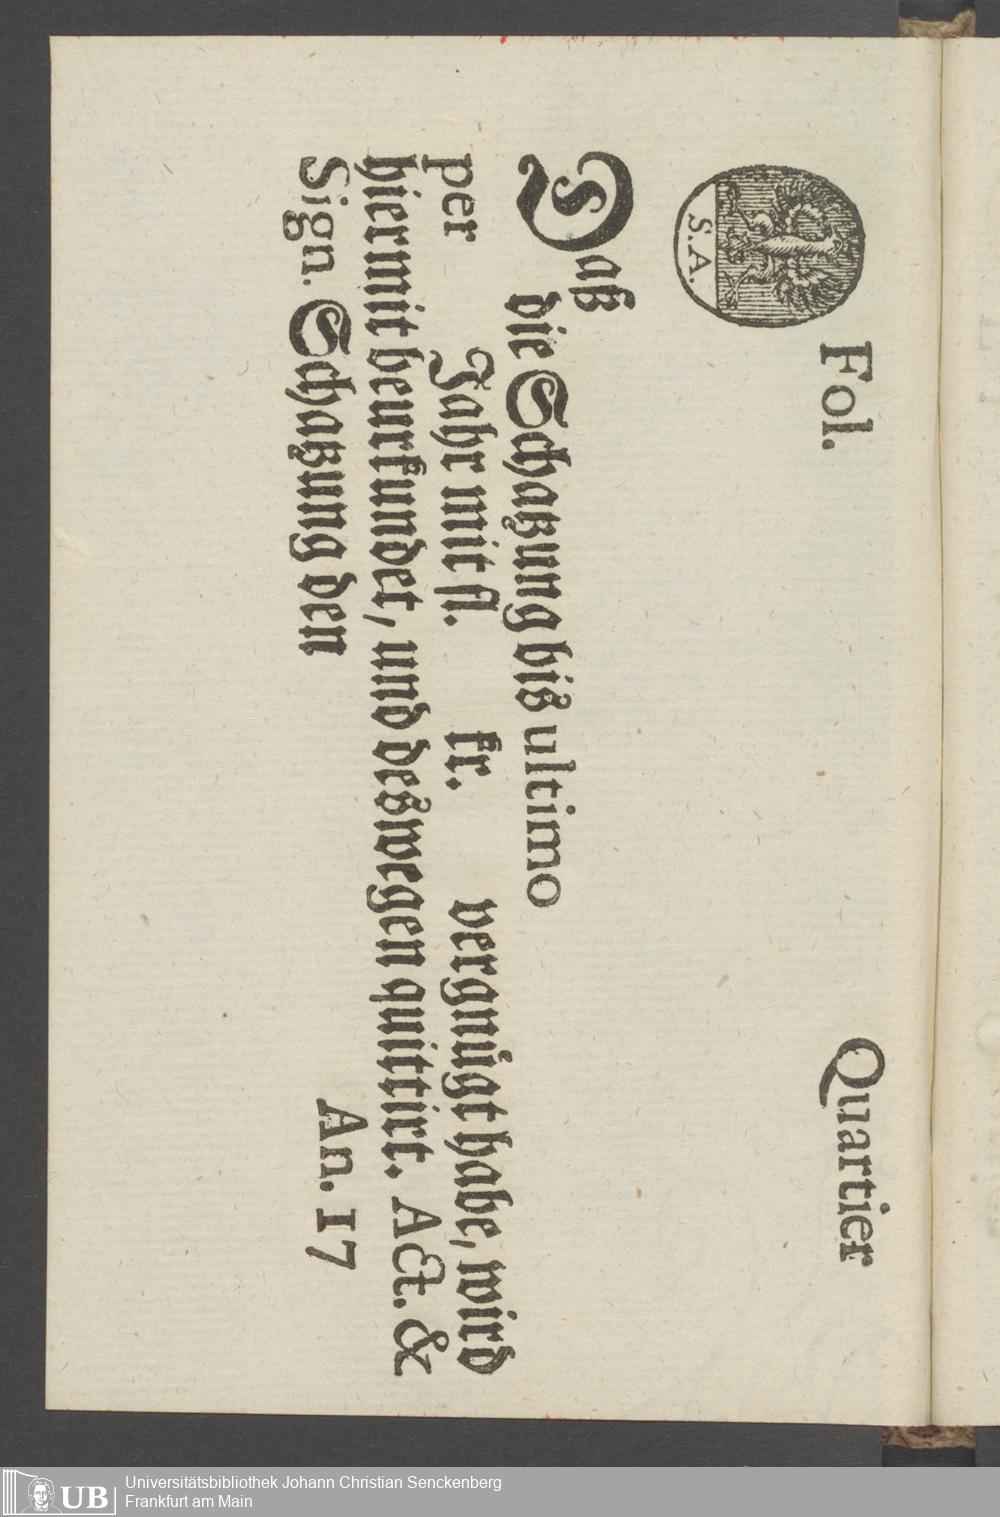 Fol. Quartier
S. A.
Daß die Schatzung biß ultimo
per Jahr mit fl. kr. vergnügt habe, wird
hiermit beurkundet, und deßwegen quittirt. Act. &
Sign. Schatzung den An. 17
UB
Universitätsbibliothek Johann Christian Senckenberg
Frankfurt am Main